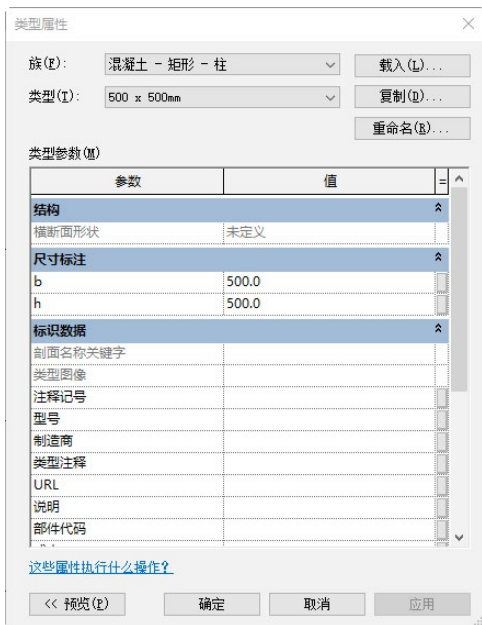 类型属性
族(F): 混凝土 - 矩形 - 柱 载入(L)...
类型(T): 500 x 500mm 复制(D)...
重命名(R)...
类型参数(M)
参数 值 =
结构
横断面形状 未定义
尺寸标注
b 500.0
h 500.0
标识数据
剖面名称关键字
类型图像
注释记号
型号
制造商
类型注释
URL
说明
部件代码
这些属性执行什么操作?
<< 预览(P) 确定 取消 应用